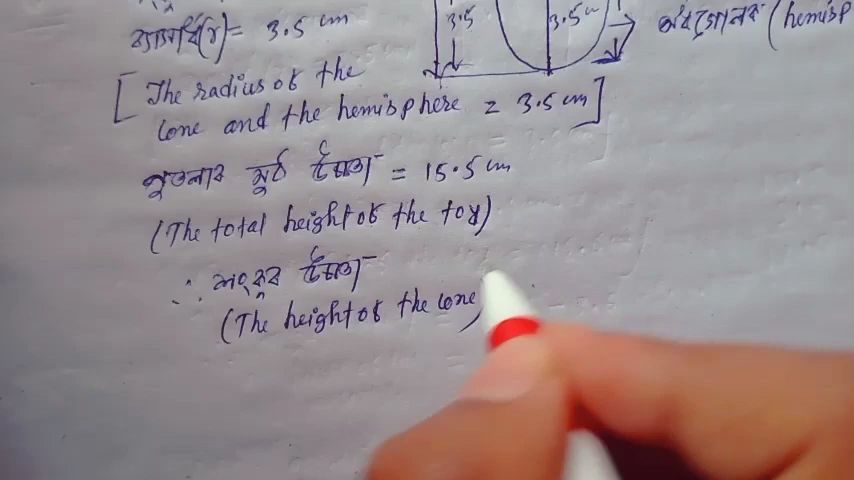 ব্যাসার্ধ(r) = 3.5 cm
3.5
3.5
অর্ধগোলক (hemisp
[ The radius of the
cone and the hemisphere = 3.5 cm ]
পুতলাৰ মুঠ উচ্চতা = 15.5 cm
(The total height of the toy)
∴ শংকুৰ উচ্চতা
(The height of the cone)